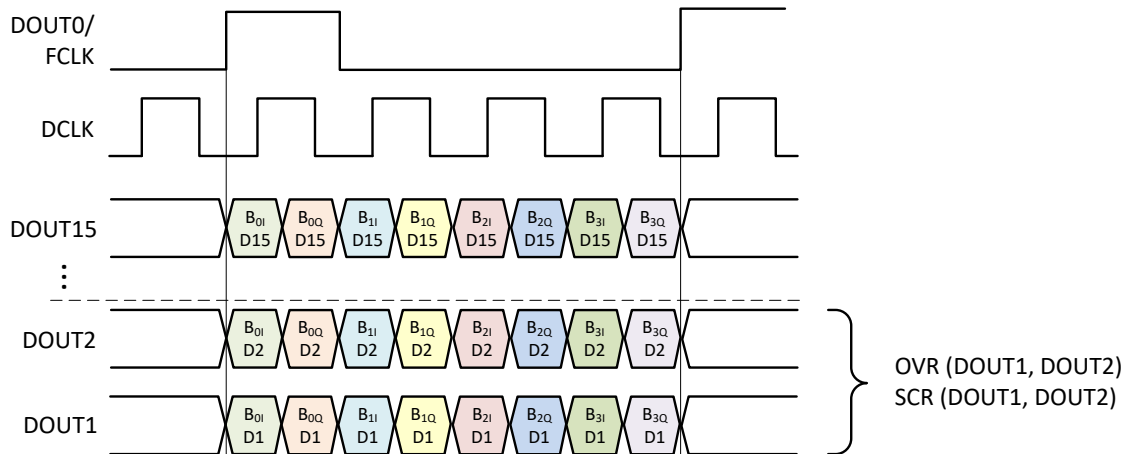 DOUT0/
FCLK
DCLK
DOUT15
B0I B0Q B1I B1Q B2I B2Q B3I B3Q
D15 D15 D15 D15 D15 D15 D15 D15
⋮
DOUT2
B0I B0Q B1I B1Q B2I B2Q B3I B3Q
D2 D2 D2 D2 D2 D2 D2 D2
DOUT1
B0I B0Q B1I B1Q B2I B2Q B3I B3Q
D1 D1 D1 D1 D1 D1 D1 D1
OVR (DOUT1, DOUT2)
SCR (DOUT1, DOUT2)